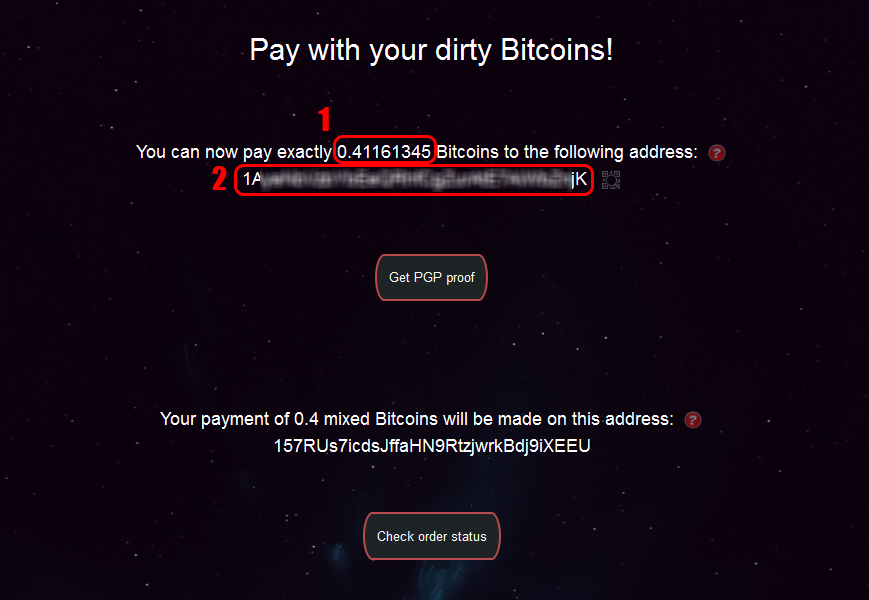 Pay with your dirty Bitcoins!
1
You can now pay exactly 0.41161345 Bitcoins to the following address: ?
2 1A jK
Get PGP proof
Your payment of 0.4 mixed Bitcoins will be made on this address: ?
157RUs7icdsJffaHN9RtzjwrkBdj9iXEEU
Check order status